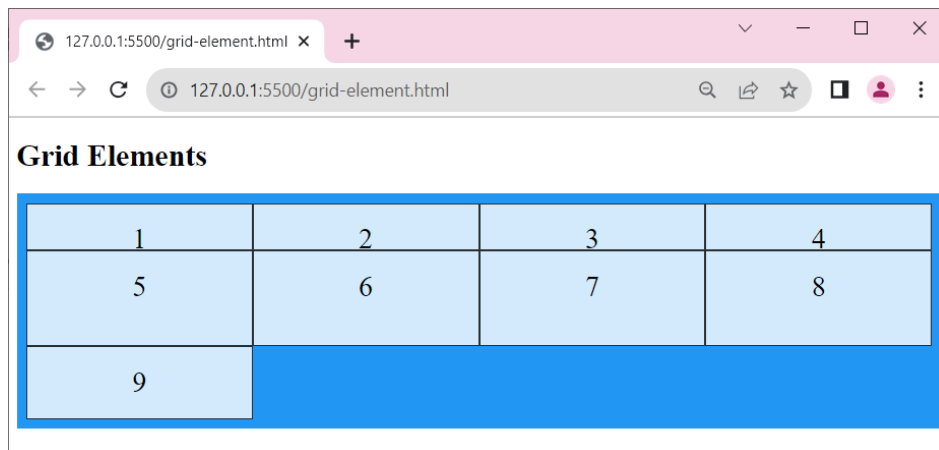 127.0.0.1:5500/grid-element.html
127.0.0.1:5500/grid-element.html
Grid Elements
1 2 3 4
5 6 7 8
9